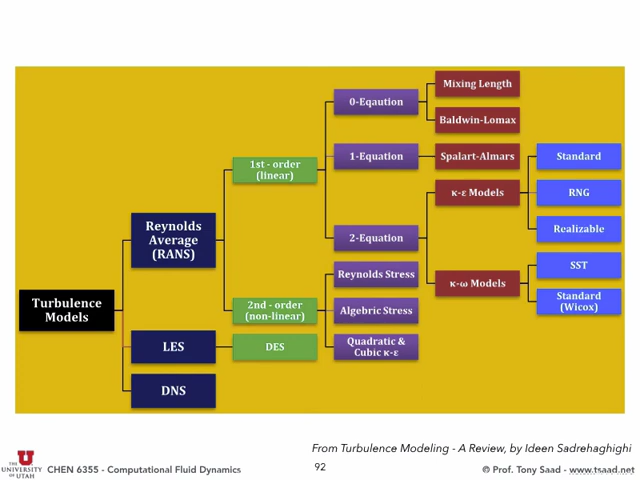 0-Eqaution
Mixing Length
Baldwin-Lomax
1st - order
(linear)
1-Equation
Spalart-Almars
Standard
κ-ε Models
RNG
Realizable
Reynolds
Average
(RANS)
2-Equation
κ-ω Models
SST
Standard
(Wicox)
Reynolds Stress
Turbulence
Models
2nd - order
(non-linear)
Algebric Stress
Quadratic &
Cubic κ-ε
LES
DES
DNS
From Turbulence Modeling - A Review, by Ideen Sadrehaghighi
THE
UNIVERSITY
OF UTAH
CHEN 6355 - Computational Fluid Dynamics
92
© Prof. Tony Saad - www.tsaad.net